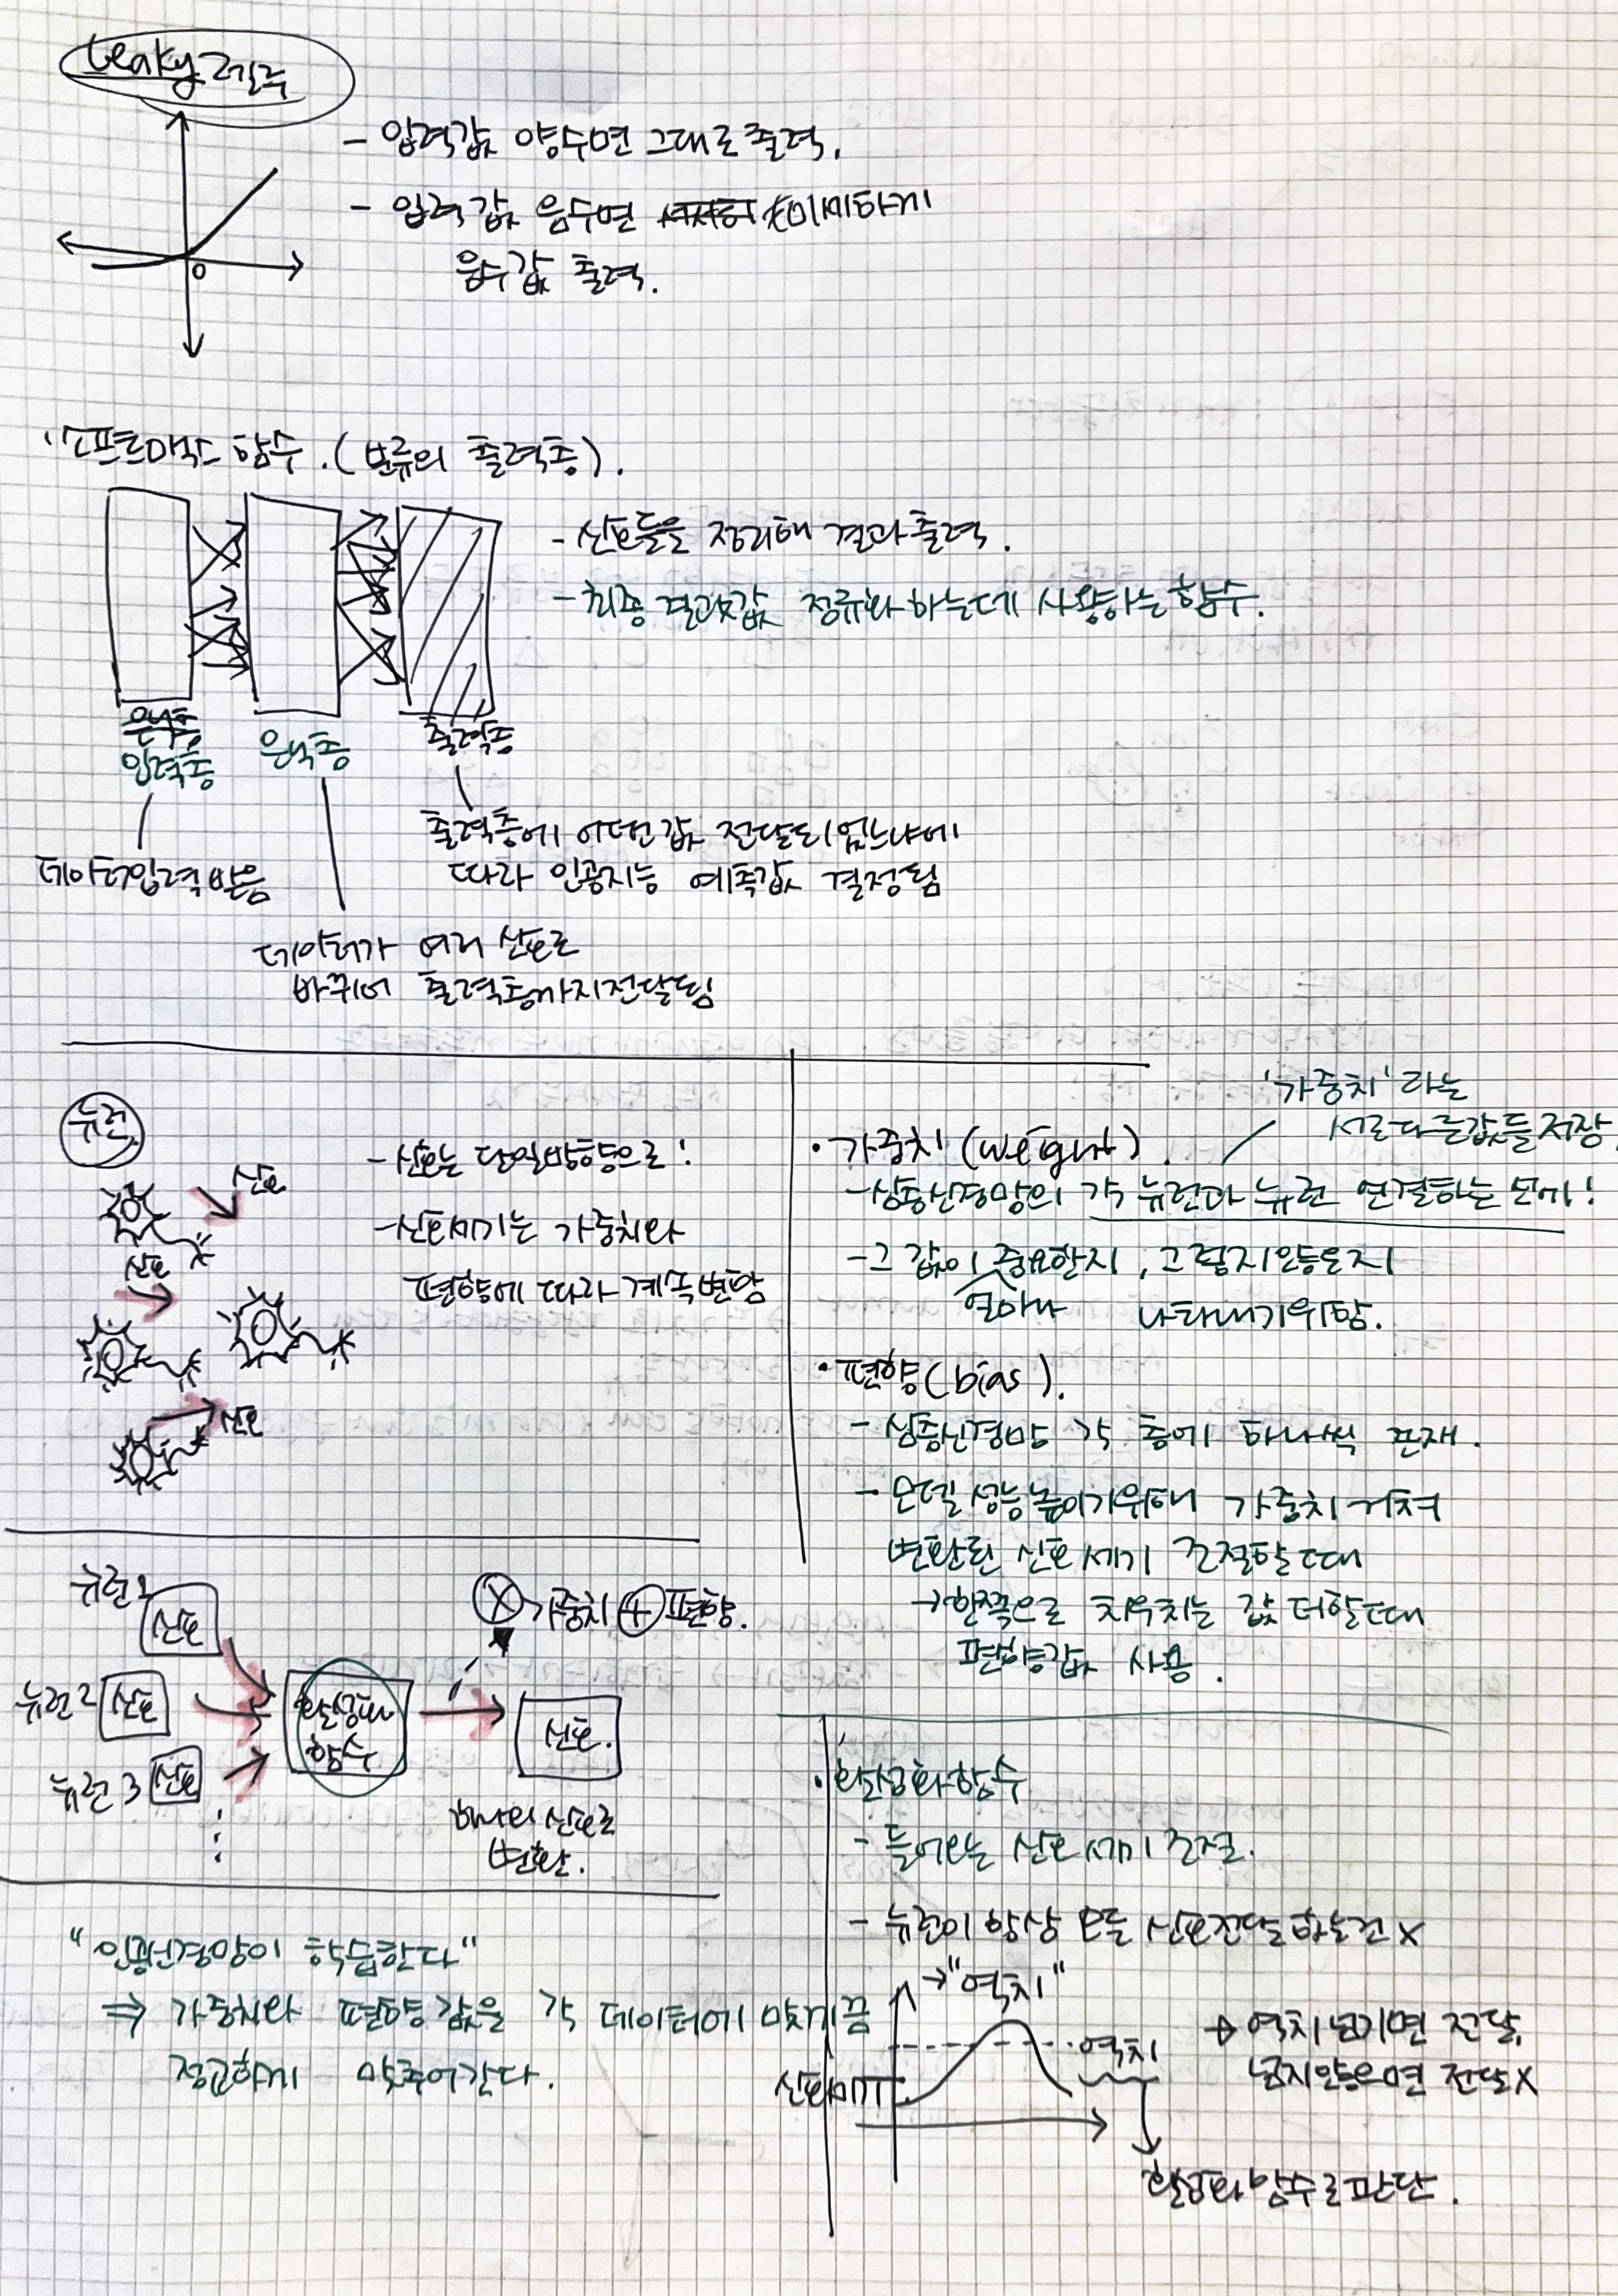 Leaky 렐루
- 입력값 양수면 그대로 출력.
- 입력값 음수면 미세하게
음수값 출력.
0
· 소프트맥스 함수. (분류의 출력층).
- 신호들을 정리해 결과 출력.
- 최종 결과값 정규화 하는데 사용하는 함수.
은닉층
입력층
은닉층
출력층
데이터입력 받음
출력층에 어떤값 전달되었느냐에
따라 인공지능 예측값 결정됨
데이터가 여러 신호로
바뀌어 출력층까지 전달됨
뉴런
신호
신호
신호
- 신호는 단일방향으로!
- 신호세기는 가중치와
편향에 따라 계속변함
'가중치' 라는
서로다른값들 저장
· 가중치 (weight).
- 심층신경망의 각 뉴런과 뉴런 연결하는 선에!
- 그 값이 중요한지, 그렇지않은지
얼마나
나타내기위함.
· 편향 (bias).
- 심층신경망 각 층에 하나씩 존재.
- 모델 성능 높이기위해 가중치 거쳐
변환된 신호 세기 조절할 때
→ 한쪽으로 치우치는 값 더할때
편향값 사용.
뉴런1
신호
뉴런2 신호
뉴런 3 신호
활성화
함수
X 가중치 + 편향.
신호.
하나의 신호로
변환.
· 활성화함수
- 들어오는 신호 세기 조절.
- 뉴런이 항상 모든 신호전달 하는건 X
→ "역치"
역치
신호세기
→ 역치 넘기면 전달,
넘지않으면 전달X
활성화 함수로 판단.
"인공신경망이 학습한다"
⇒ 가중치와 편향 값을 각 데이터에 맞게끔
정교하게 맞추어간다.